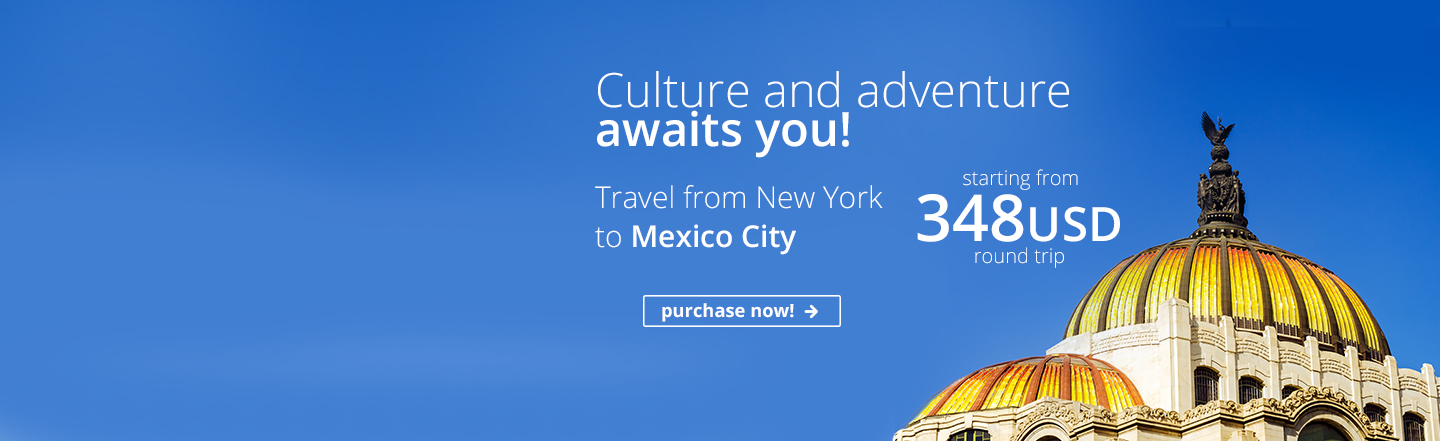 Culture and adventure
awaits you!
Travel from New York
to Mexico City
starting from
348USD
round trip
purchase now!